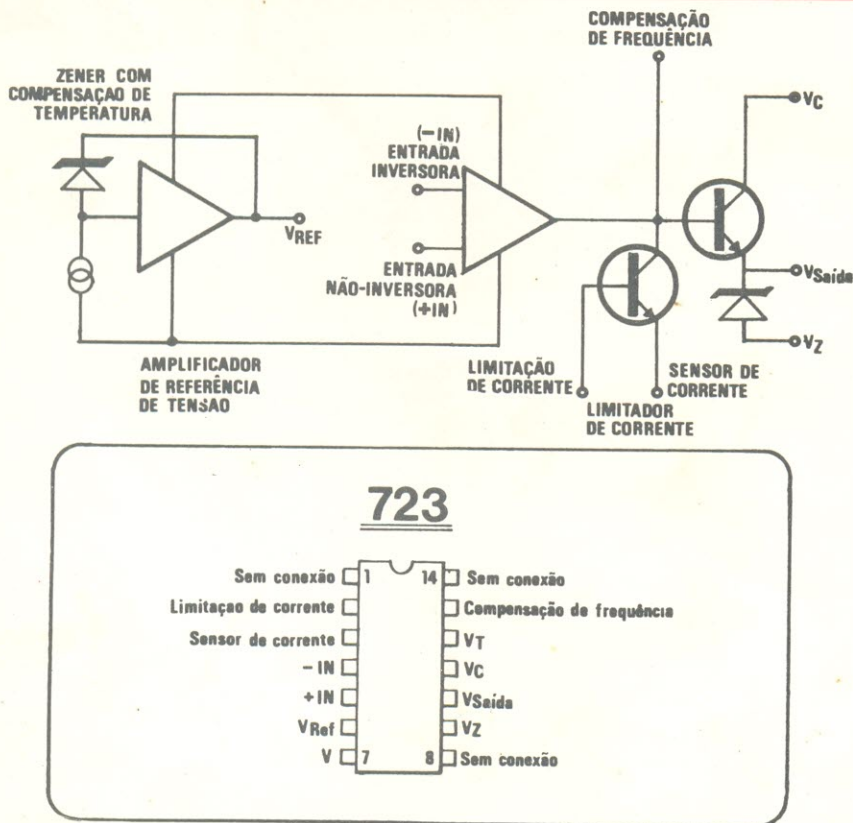 COMPENSAÇÃO
DE FREQUÊNCIA
ZENER COM
COMPENSAÇAO DE
TEMPERATURA
VC
(−IN)
ENTRADA
INVERSORA
VREF
ENTRADA
NÃO-INVERSORA
(+IN)
VSaída
VZ
AMPLIFICADOR
DE REFERÊNCIA
DE TENSAO
LIMITAÇÃO
DE CORRENTE
SENSOR DE
CORRENTE
LIMITADOR
DE CORRENTE
723
Sem conexão 1 14 Sem conexão
Limitaçao de corrente Compensação de frequência
Sensor de corrente VT
− IN VC
+ IN VSaída
VRef VZ
V 7 8 Sem conexão